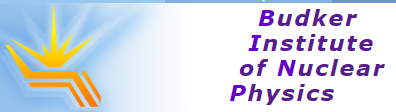 Budker
Institute
of Nuclear
Physics